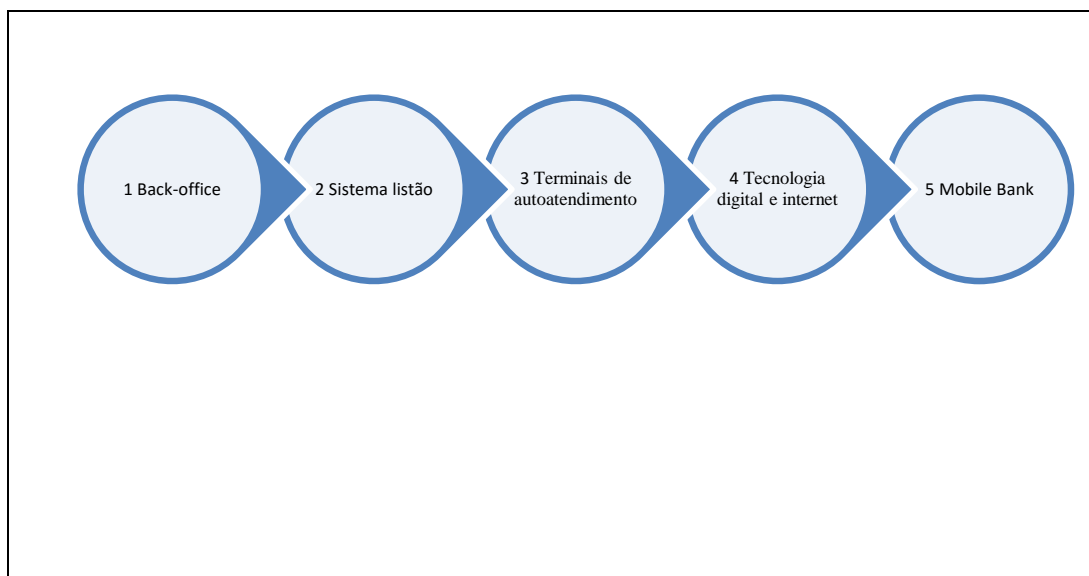 1 Back-office
2 Sistema listão
3 Terminais de
autoatendimento
4 Tecnologia
digital e internet
5 Mobile Bank